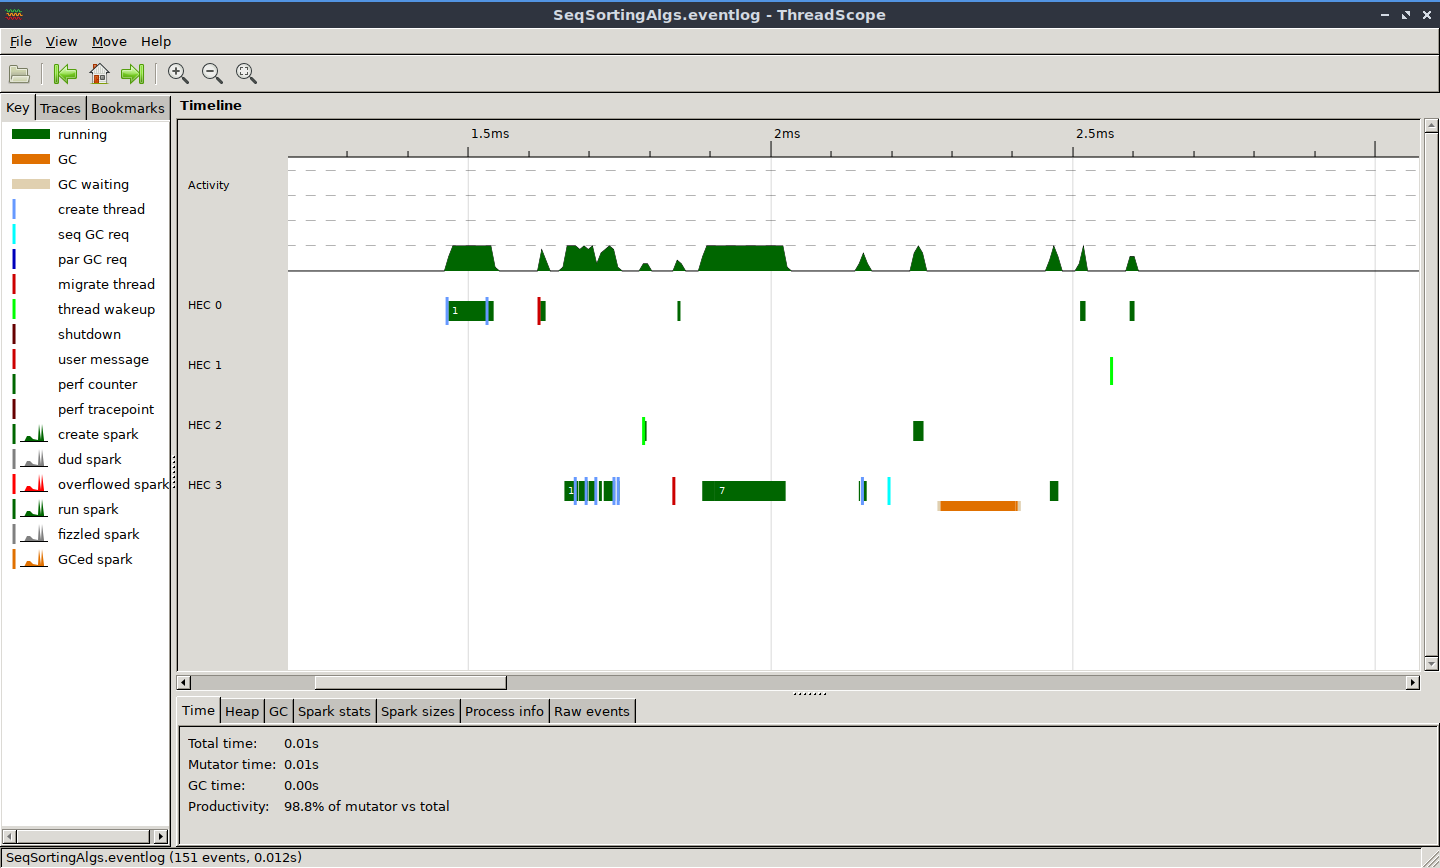 SeqSortingAlgs.eventlog - ThreadScope
File View Move Help
Key Traces Bookmarks
running
GC
GC waiting
create thread
seq GC req
par GC req
migrate thread
thread wakeup
shutdown
user message
perf counter
perf tracepoint
create spark
dud spark
overflowed spark
run spark
fizzled spark
GCed spark
Timeline
1.5ms 2ms 2.5ms
Activity
HEC 0
1
HEC 1
HEC 2
HEC 3
1 7
Time Heap GC Spark stats Spark sizes Process info Raw events
Total time: 0.01s
Mutator time: 0.01s
GC time: 0.00s
Productivity: 98.8% of mutator vs total
SeqSortingAlgs.eventlog (151 events, 0.012s)